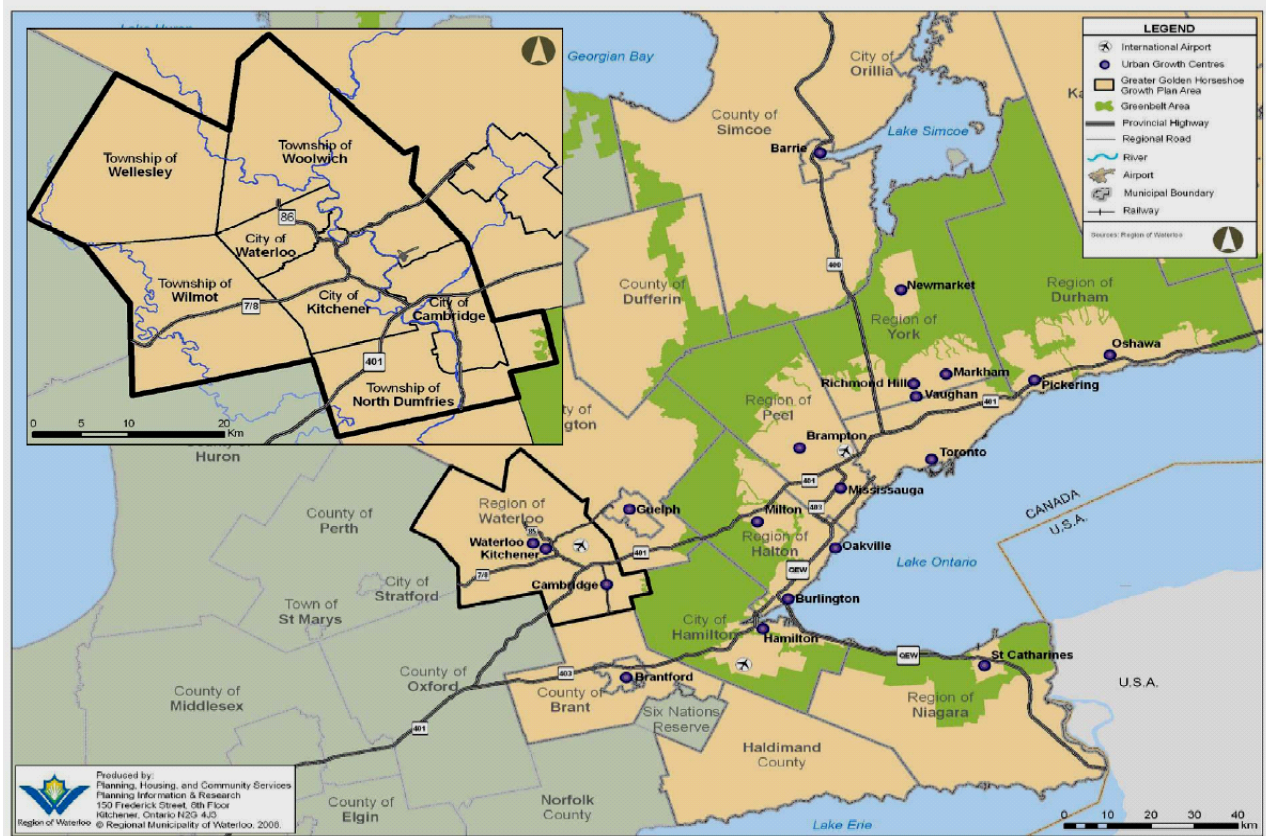 Lake Huron
Township of
Wellesley
Township of
Woolwich
86
City of
Waterloo
Township of
Wilmot
7/8
City of
Kitchener
City of
Cambridge
401
Township of
North Dumfries
0 5 10 20
Km
Georgian Bay
City of
Orillia
County of
Simcoe
Lake Simcoe
Barrie
400
County of
Dufferin
Newmarket
Region of
York
Region of
Durham
Oshawa
Markham
Richmond Hill
Vaughan
Pickering
401
Region of
Peel
Brampton
Toronto
401
Mississauga
403
Milton
Region of
Halton
Oakville
QEW
Lake Ontario
CANADA
U.S.A.
Burlington
City of
Hamilton
Hamilton
QEW
St Catharines
Region of
Niagara
U.S.A.
Huron
County of
Perth
Region of
Waterloo
Guelph
Waterloo
Kitchener
7/8
401
Cambridge
City of
Stratford
Town of
St Marys
County of
Oxford
County of
Middlesex
403
Brantford
County of
Brant
Six Nations
Reserve
401
Haldimand
County
County of
Elgin
Norfolk
County
Lake Erie
0 10 20 30 40
km
LEGEND
International Airport
Urban Growth Centres
Greater Golden Horseshoe
Growth Plan Area
Greenbelt Area
Provincial Highway
Regional Road
River
Airport
Municipal Boundary
Railway
Sources: Region of Waterloo
Region of Waterloo
Produced by:
Planning, Housing, and Community Services
Planning Information & Research
150 Frederick Street, 8th Floor
Kitchener, Ontario N2G 4J3
© Regional Municipality of Waterloo, 2008.